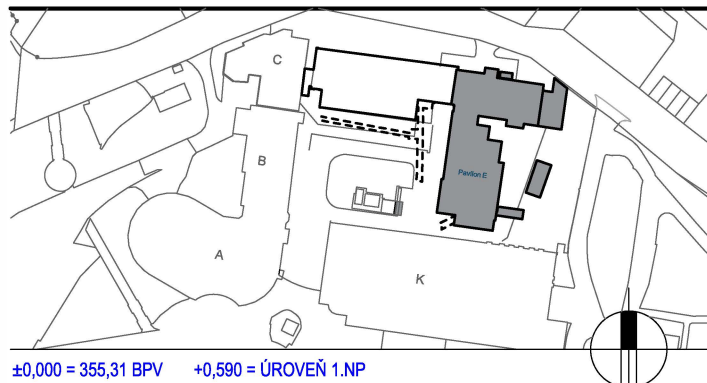 C
B
Pavilon E
A
K
±0,000 = 355,31 BPV +0,590 = ÚROVEŇ 1.NP